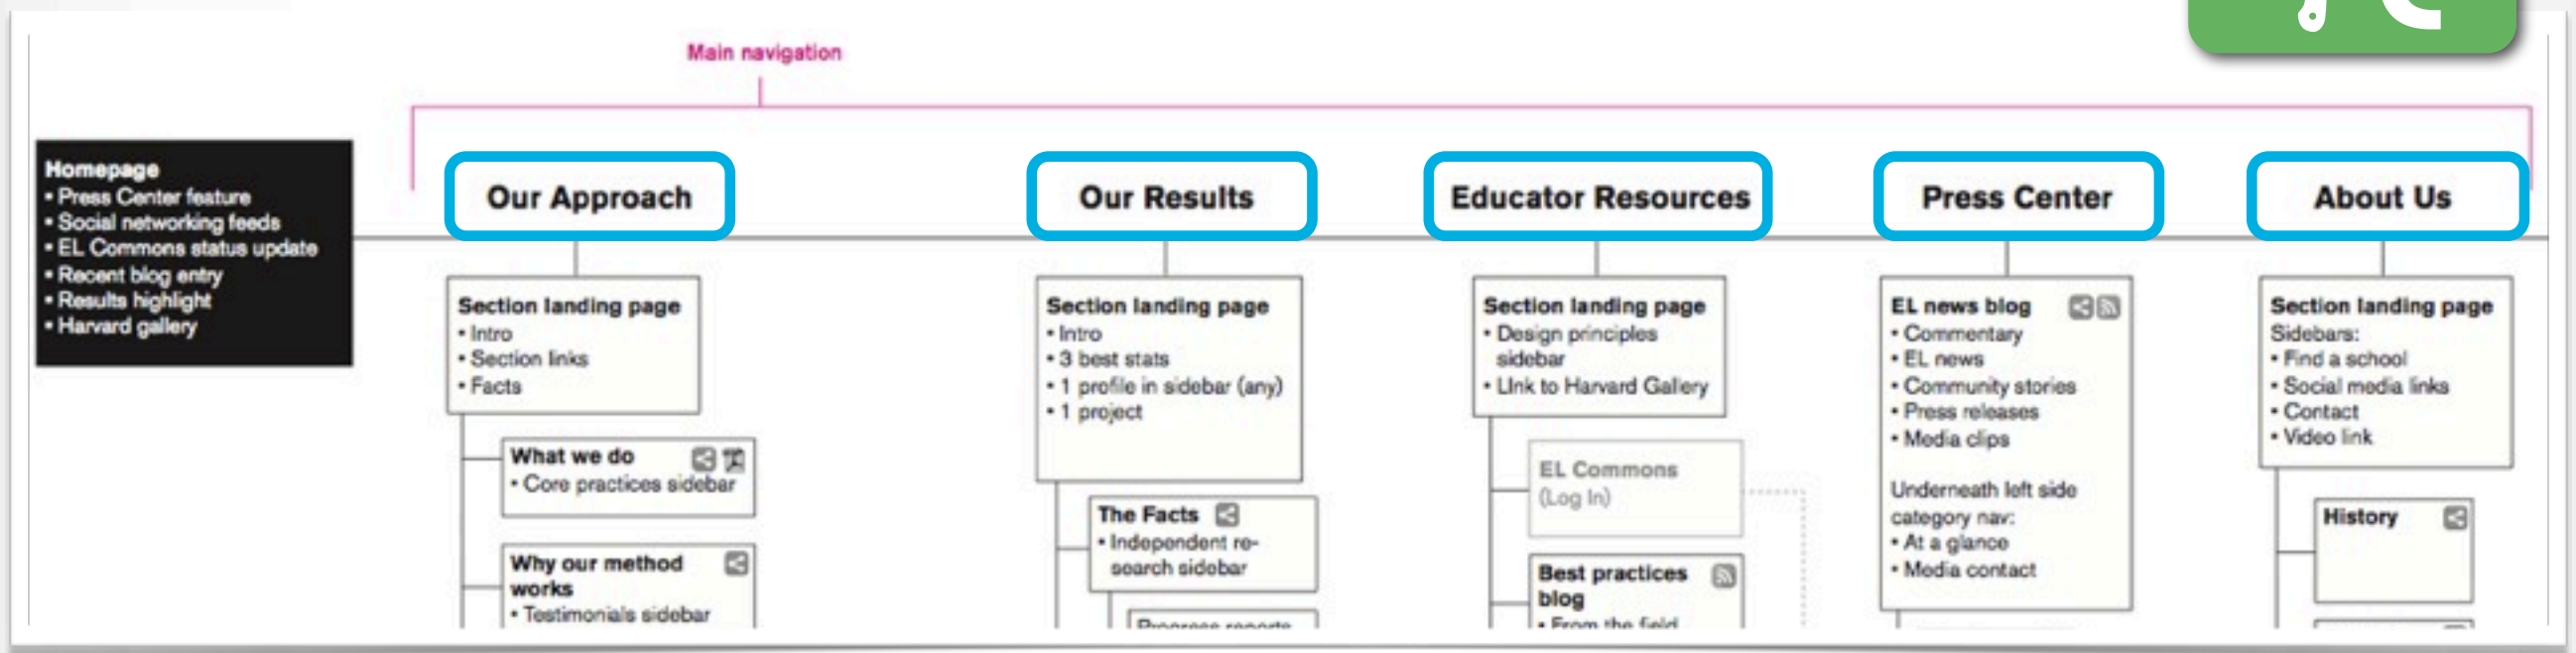 Main navigation
Homepage
• Press Center feature
• Social networking feeds
• EL Commons status update
• Recent blog entry
• Results highlight
• Harvard gallery
Our Approach
Section landing page
• Intro
• Section links
• Facts
What we do
• Core practices sidebar
Why our method
works
• Testimonials sidebar
Our Results
Section landing page
• Intro
• 3 best stats
• 1 profile in sidebar (any)
• 1 project
The Facts
• Independent re-
search sidebar
Progress reports
Educator Resources
Section landing page
• Design principles
sidebar
• LInk to Harvard Gallery
EL Commons
(Log In)
Best practices
blog
• From the field
Press Center
EL news blog
• Commentary
• EL news
• Community stories
• Press releases
• Media clips
Underneath left side
category nav:
• At a glance
• Media contact
About Us
Section landing page
Sidebars:
• Find a school
• Social media links
• Contact
• Video link
History